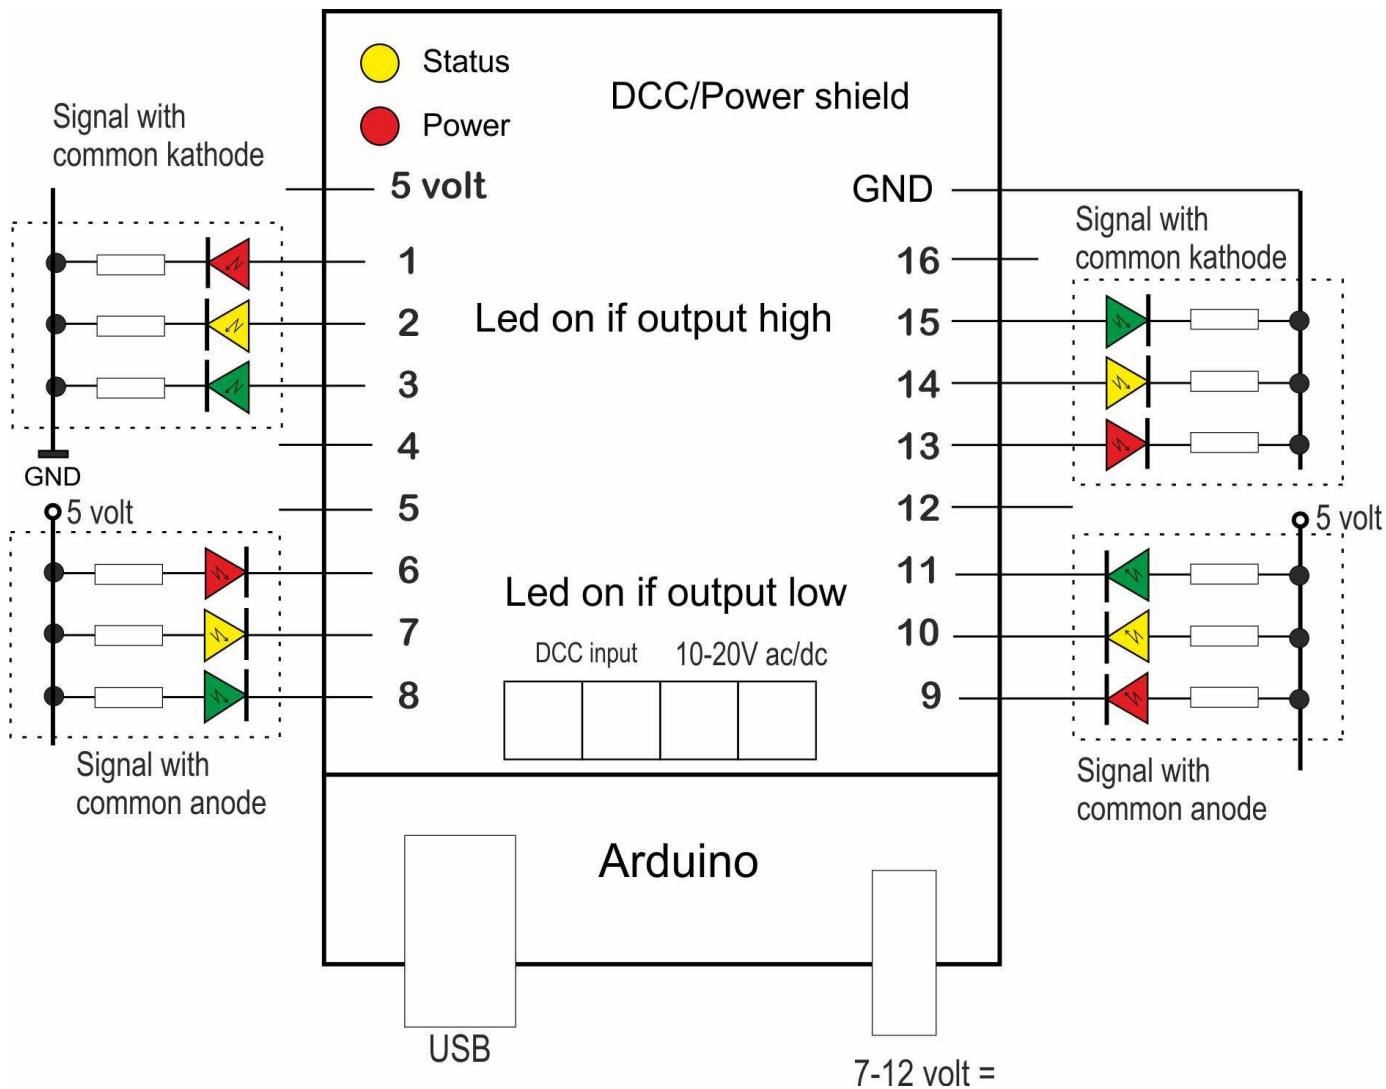 Status
DCC/Power shield
Power
Signal with
common kathode
5 volt
GND
1
2
3
4
5
6
7
8
GND
5 volt
Signal with
common anode
Led on if output high
Led on if output low
DCC input
10-20V ac/dc
16
15
14
13
12
11
10
9
Signal with
common kathode
5 volt
Signal with
common anode
Arduino
USB
7-12 volt =